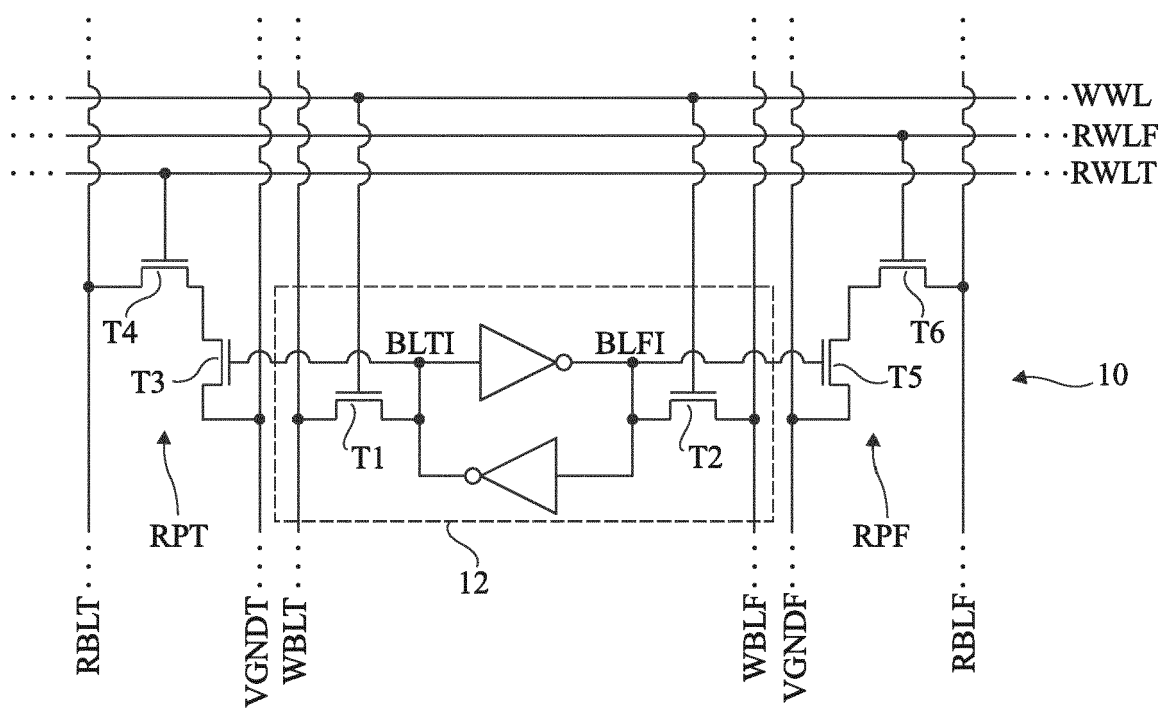 WWL
RWLF
RWLT
T4
T6
BLTI
BLFI
T3
T5
10
T1
T2
RPT
RPF
12
RBLT
VGNDT
WBLT
WBLF
VGNDF
RBLF